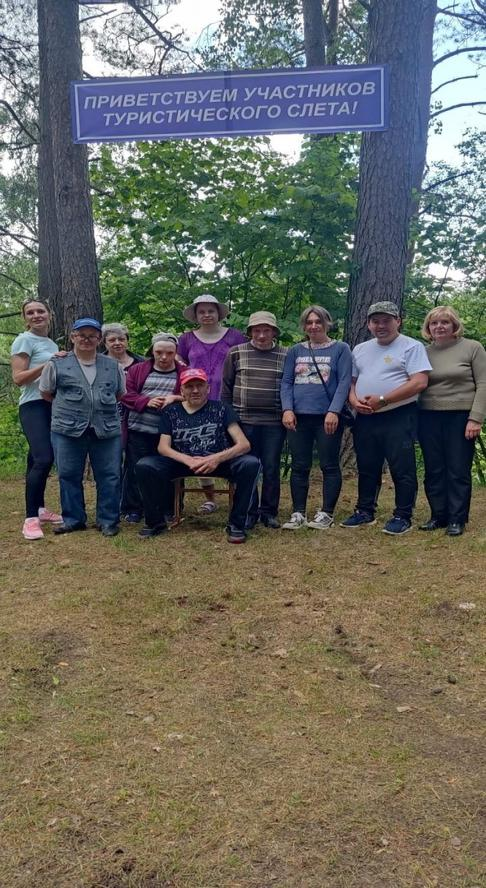 ПРИВЕТСТВУЕМ УЧАСТНИКОВ
ТУРИСТИЧЕСКОГО СЛЕТА!